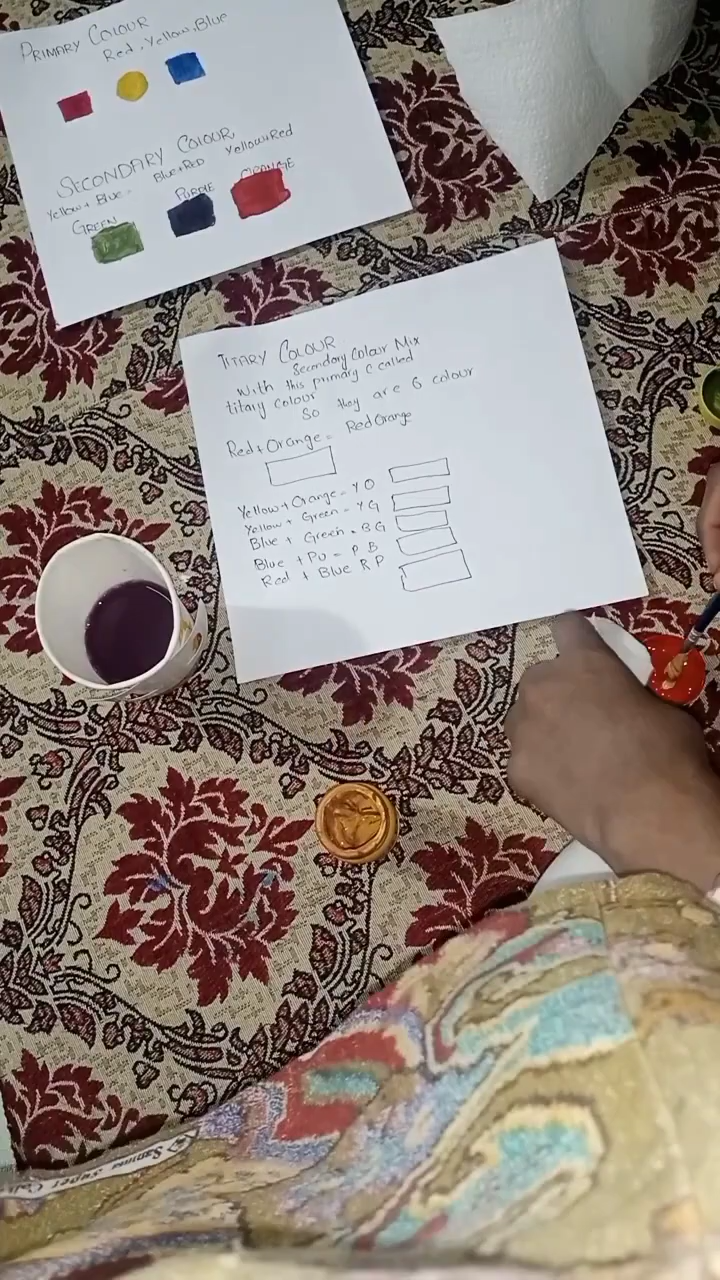 PRIMARY COLOUR
Red, Yellow, Blue
SECONDARY COLOUR
Yellow + Blue = Blue+RED Yellow+Red
GREEN PURPLE ORANGE
TITARY COLOUR
Secondary Colour Mix
With this primary C called
titary colour
So they are 6 colour
Red + Orange = Red Orange
Yellow + Orange = Y O
Yellow + Green = Y G
Blue + Green = B G
Blue + Pu = P B
Red + Blue R P